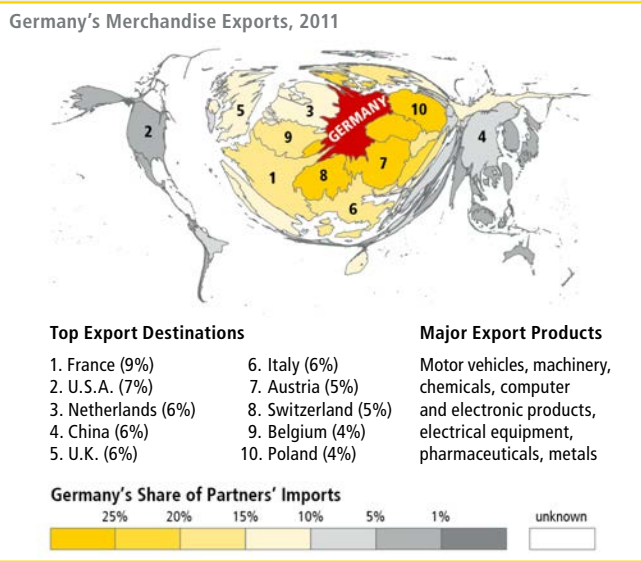 Germany's Merchandise Exports, 2011
5
3
GERMANY
10
2
9
4
1
8
7
6
Top Export Destinations
1. France (9%)
2. U.S.A. (7%)
3. Netherlands (6%)
4. China (6%)
5. U.K. (6%)
6. Italy (6%)
7. Austria (5%)
8. Switzerland (5%)
9. Belgium (4%)
10. Poland (4%)
Major Export Products
Motor vehicles, machinery,
chemicals, computer
and electronic products,
electrical equipment,
pharmaceuticals, metals
Germany's Share of Partners' Imports
25% 20% 15% 10% 5% 1% unknown